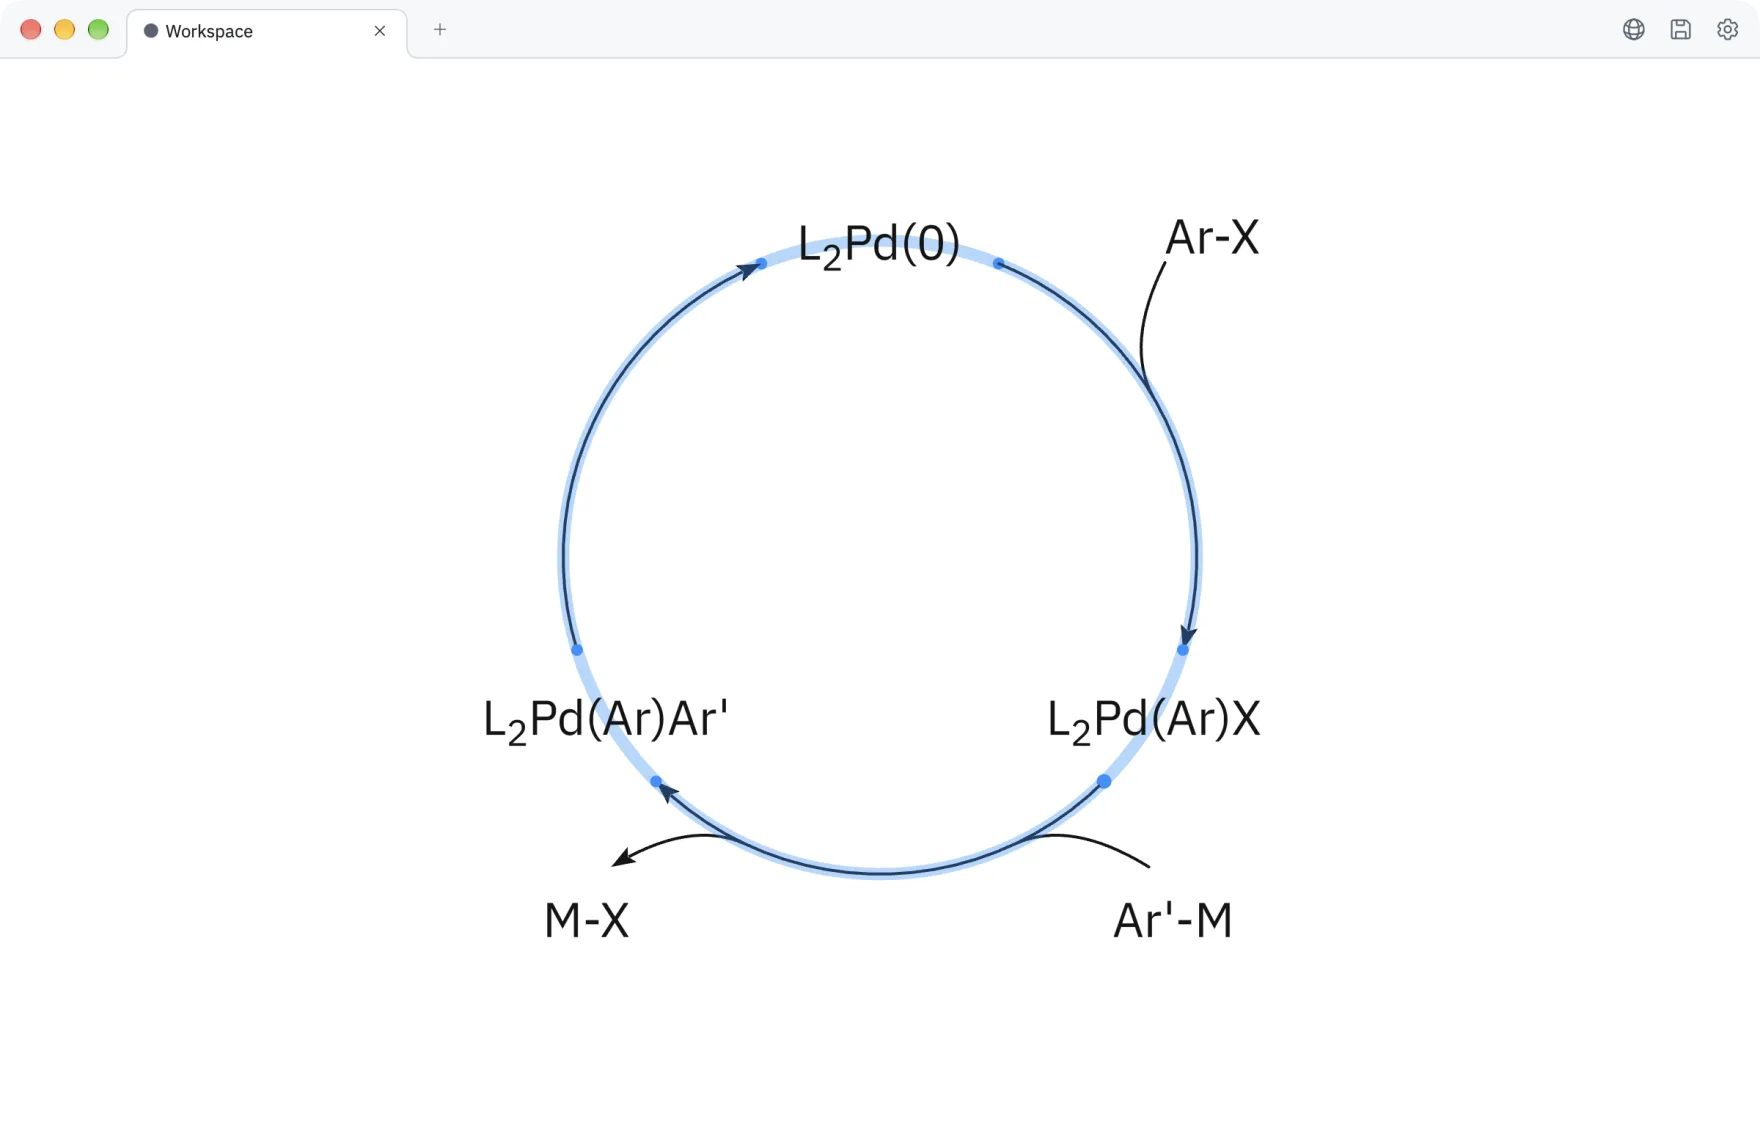 Workspace
L₂Pd(0)
Ar-X
L₂Pd(Ar)Ar'
L₂Pd(Ar)X
M-X
Ar'-M